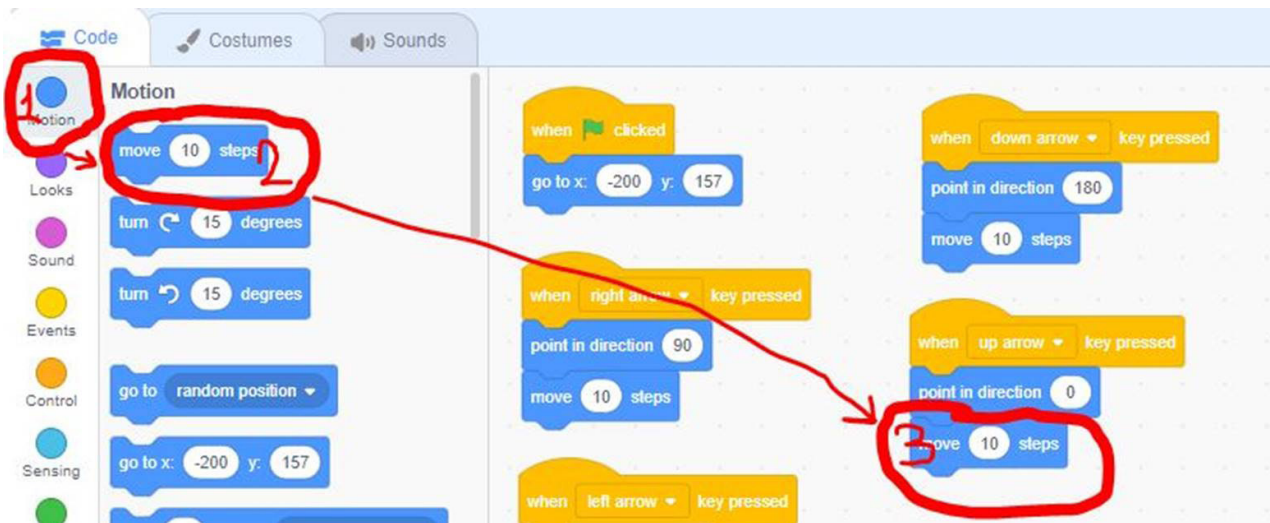 Code
Costumes
Sounds
1
Motion
Looks
Sound
Events
Control
Sensing
Motion
move 10 steps
2
turn 15 degrees
turn 15 degrees
go to random position
go to x: -200 y: 157
when clicked
go to x: -200 y: 157
when right arrow key pressed
point in direction 90
move 10 steps
when left arrow key pressed
when down arrow key pressed
point in direction 180
move 10 steps
when up arrow key pressed
point in direction 0
3
move 10 steps